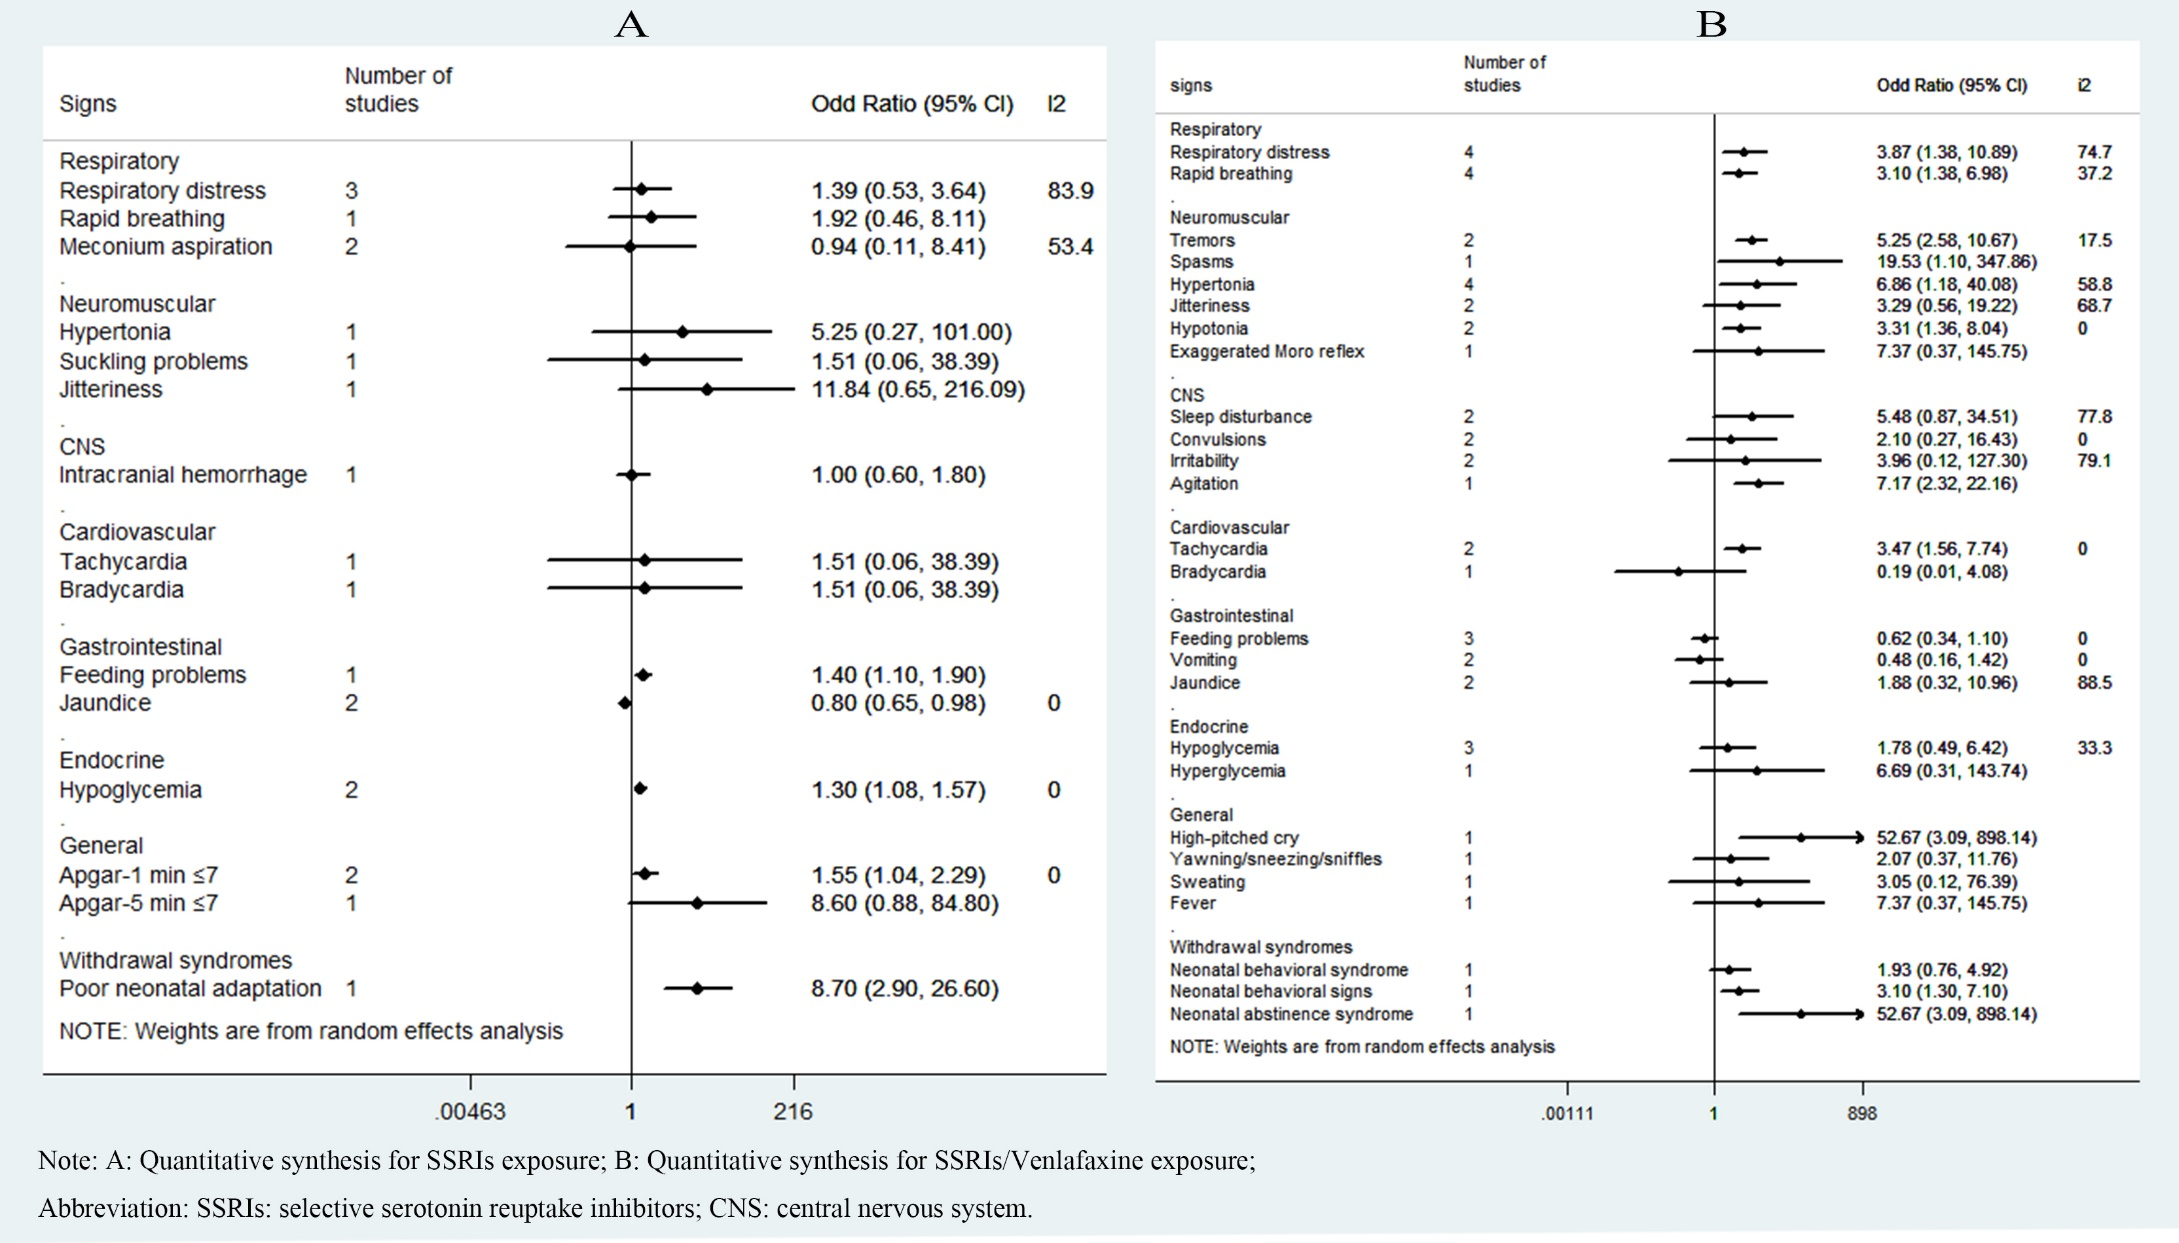 A
Signs Number of studies Odd Ratio (95% CI) I2
Respiratory
Respiratory distress 3 1.39 (0.53, 3.64) 83.9
Rapid breathing 1 1.92 (0.46, 8.11)
Meconium aspiration 2 0.94 (0.11, 8.41) 53.4
.
Neuromuscular
Hypertonia 1 5.25 (0.27, 101.00)
Suckling problems 1 1.51 (0.06, 38.39)
Jitteriness 1 11.84 (0.65, 216.09)
.
CNS
Intracranial hemorrhage 1 1.00 (0.60, 1.80)
.
Cardiovascular
Tachycardia 1 1.51 (0.06, 38.39)
Bradycardia 1 1.51 (0.06, 38.39)
.
Gastrointestinal
Feeding problems 1 1.40 (1.10, 1.90)
Jaundice 2 0.80 (0.65, 0.98) 0
.
Endocrine
Hypoglycemia 2 1.30 (1.08, 1.57) 0
.
General
Apgar-1 min ≤7 2 1.55 (1.04, 2.29) 0
Apgar-5 min ≤7 1 8.60 (0.88, 84.80)
.
Withdrawal syndromes
Poor neonatal adaptation 1 8.70 (2.90, 26.60)
NOTE: Weights are from random effects analysis
.00463 1 216
B
signs Number of studies Odd Ratio (95% CI) i2
Respiratory
Respiratory distress 4 3.87 (1.38, 10.89) 74.7
Rapid breathing 4 3.10 (1.38, 6.98) 37.2
.
Neuromuscular
Tremors 2 5.25 (2.58, 10.67) 17.5
Spasms 1 19.53 (1.10, 347.86)
Hypertonia 4 6.86 (1.18, 40.08) 58.8
Jitteriness 2 3.29 (0.56, 19.22) 68.7
Hypotonia 2 3.31 (1.36, 8.04) 0
Exaggerated Moro reflex 1 7.37 (0.37, 145.75)
.
CNS
Sleep disturbance 2 5.48 (0.87, 34.51) 77.8
Convulsions 2 2.10 (0.27, 16.43) 0
Irritability 2 3.96 (0.12, 127.30) 79.1
Agitation 1 7.17 (2.32, 22.16)
.
Cardiovascular
Tachycardia 2 3.47 (1.56, 7.74) 0
Bradycardia 1 0.19 (0.01, 4.08)
.
Gastrointestinal
Feeding problems 3 0.62 (0.34, 1.10) 0
Vomiting 2 0.48 (0.16, 1.42) 0
Jaundice 2 1.88 (0.32, 10.96) 88.5
.
Endocrine
Hypoglycemia 3 1.78 (0.49, 6.42) 33.3
Hyperglycemia 1 6.69 (0.31, 143.74)
.
General
High-pitched cry 1 52.67 (3.09, 898.14)
Yawning/sneezing/sniffles 1 2.07 (0.37, 11.76)
Sweating 1 3.05 (0.12, 76.39)
Fever 1 7.37 (0.37, 145.75)
.
Withdrawal syndromes
Neonatal behavioral syndrome 1 1.93 (0.76, 4.92)
Neonatal behavioral signs 1 3.10 (1.30, 7.10)
Neonatal abstinence syndrome 1 52.67 (3.09, 898.14)
NOTE: Weights are from random effects analysis
.00111 1 898
Note: A: Quantitative synthesis for SSRIs exposure; B: Quantitative synthesis for SSRIs/Venlafaxine exposure;
Abbreviation: SSRIs: selective serotonin reuptake inhibitors; CNS: central nervous system.